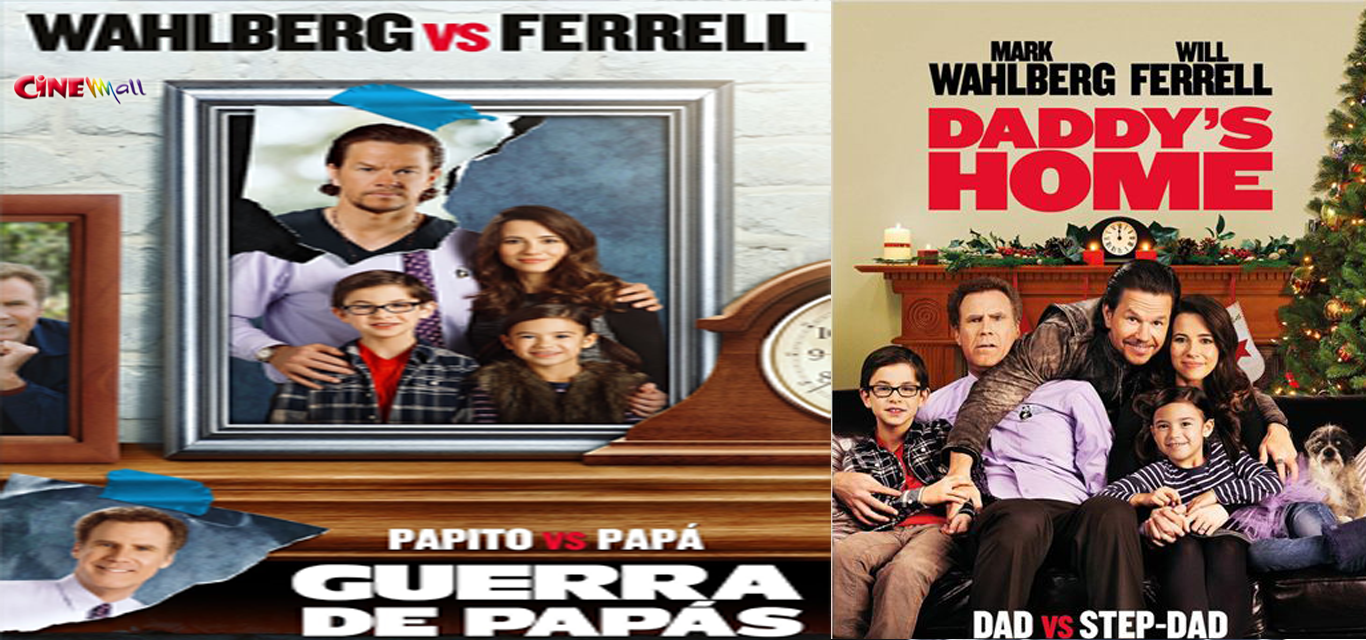 WAHLBERG vs FERRELL
CiNEMall
PAPITO vs PAPÁ
GUERRA
DE PAPÁS
MARK WILL
WAHLBERG FERRELL
DADDY'S
HOME
DAD vs STEP-DAD